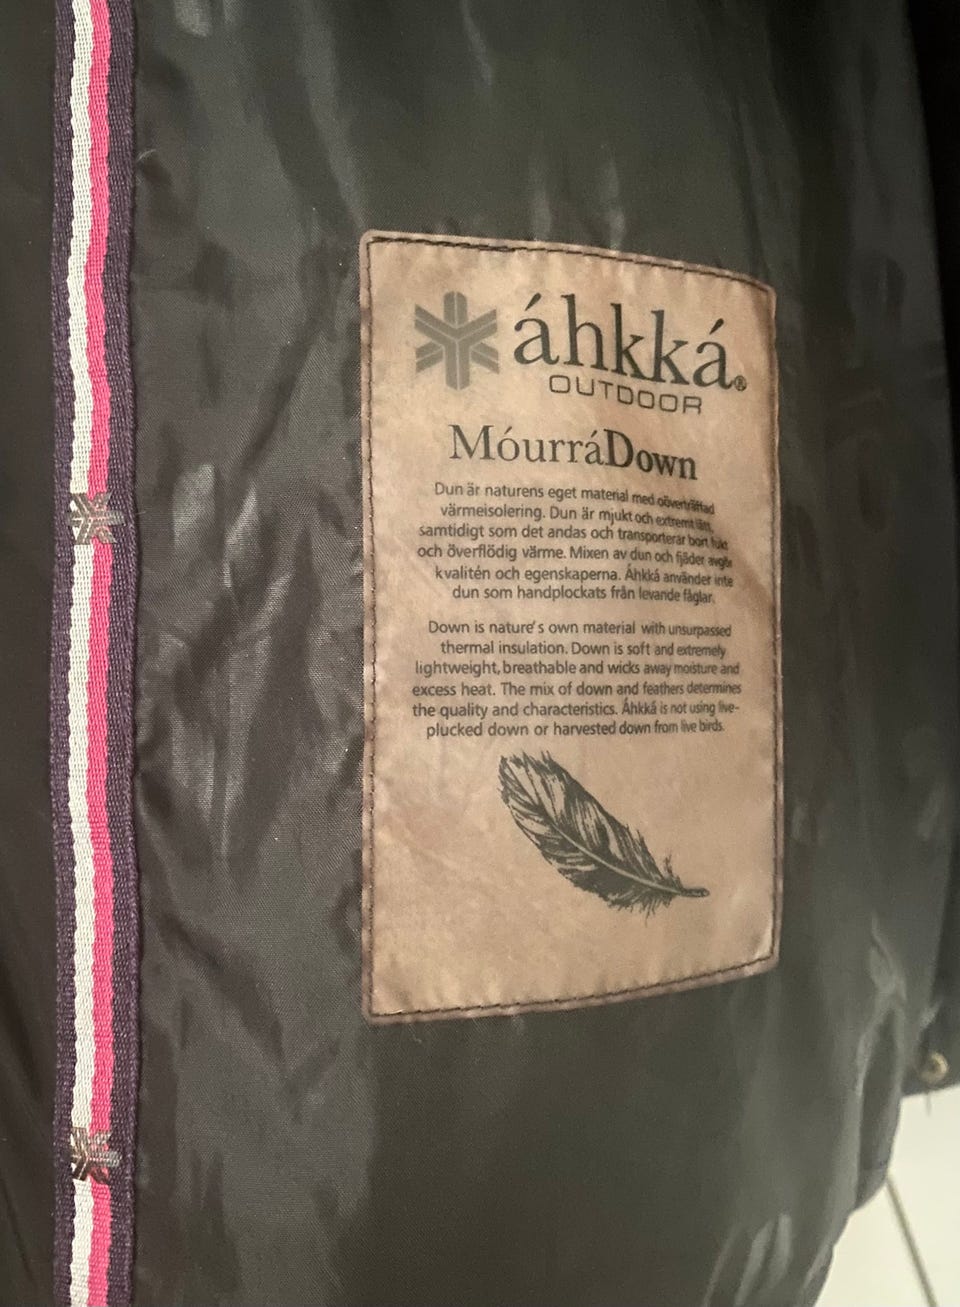 áhkká®
OUTDOOR
MóurráDown
Dun är naturens eget material med oöverträffad
värmeisolering. Dun är mjukt och extremt lätt,
samtidigt som det andas och transporterar bort fukt
och överflödig värme. Mixen av dun och fjäder avgör
kvalitén och egenskaperna. Áhkká använder inte
dun som handplockats från levande fåglar.
Down is nature's own material with unsurpassed
thermal insulation. Down is soft and extremely
lightweight, breathable and wicks away moisture and
excess heat. The mix of down and feathers determines
the quality and characteristics. Áhkká is not using live-
plucked down or harvested down from live birds.